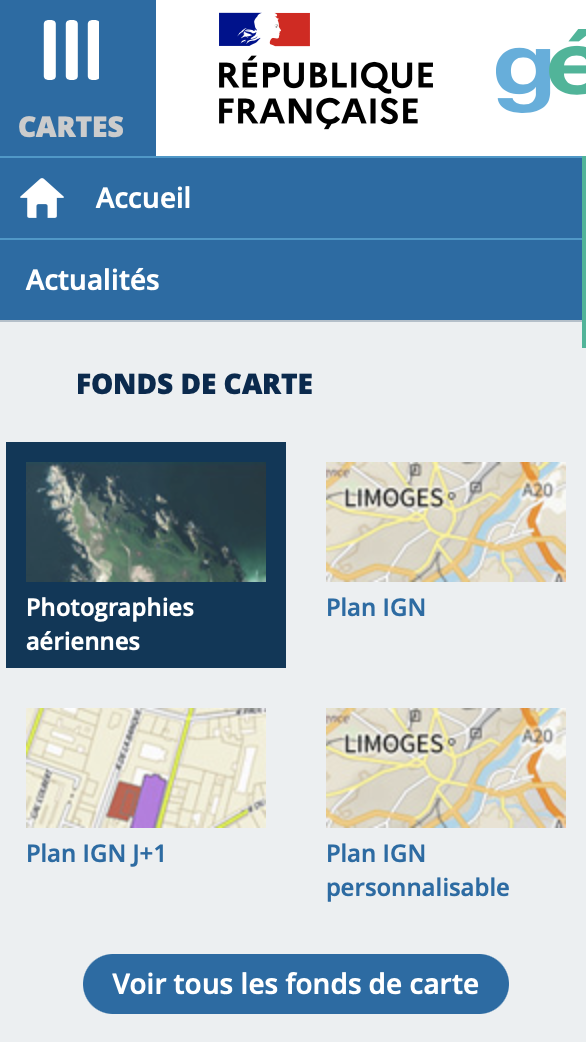 CARTES
RÉPUBLIQUE
FRANÇAISE
gé
Accueil
Actualités
FONDS DE CARTE
Photographies
aériennes
LIMOGES
A20
Plan IGN
Plan IGN J+1
LIMOGES
A20
Plan IGN
personnalisable
Voir tous les fonds de carte